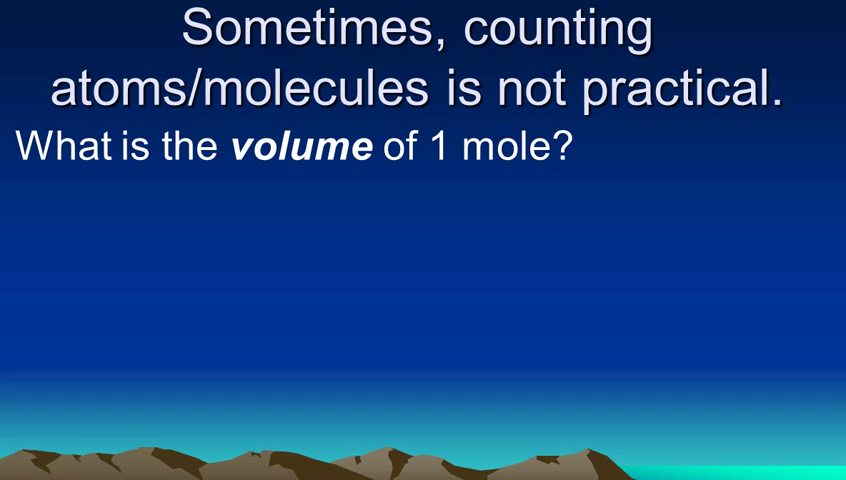 Sometimes, counting
atoms/molecules is not practical.
What is the volume of 1 mole?